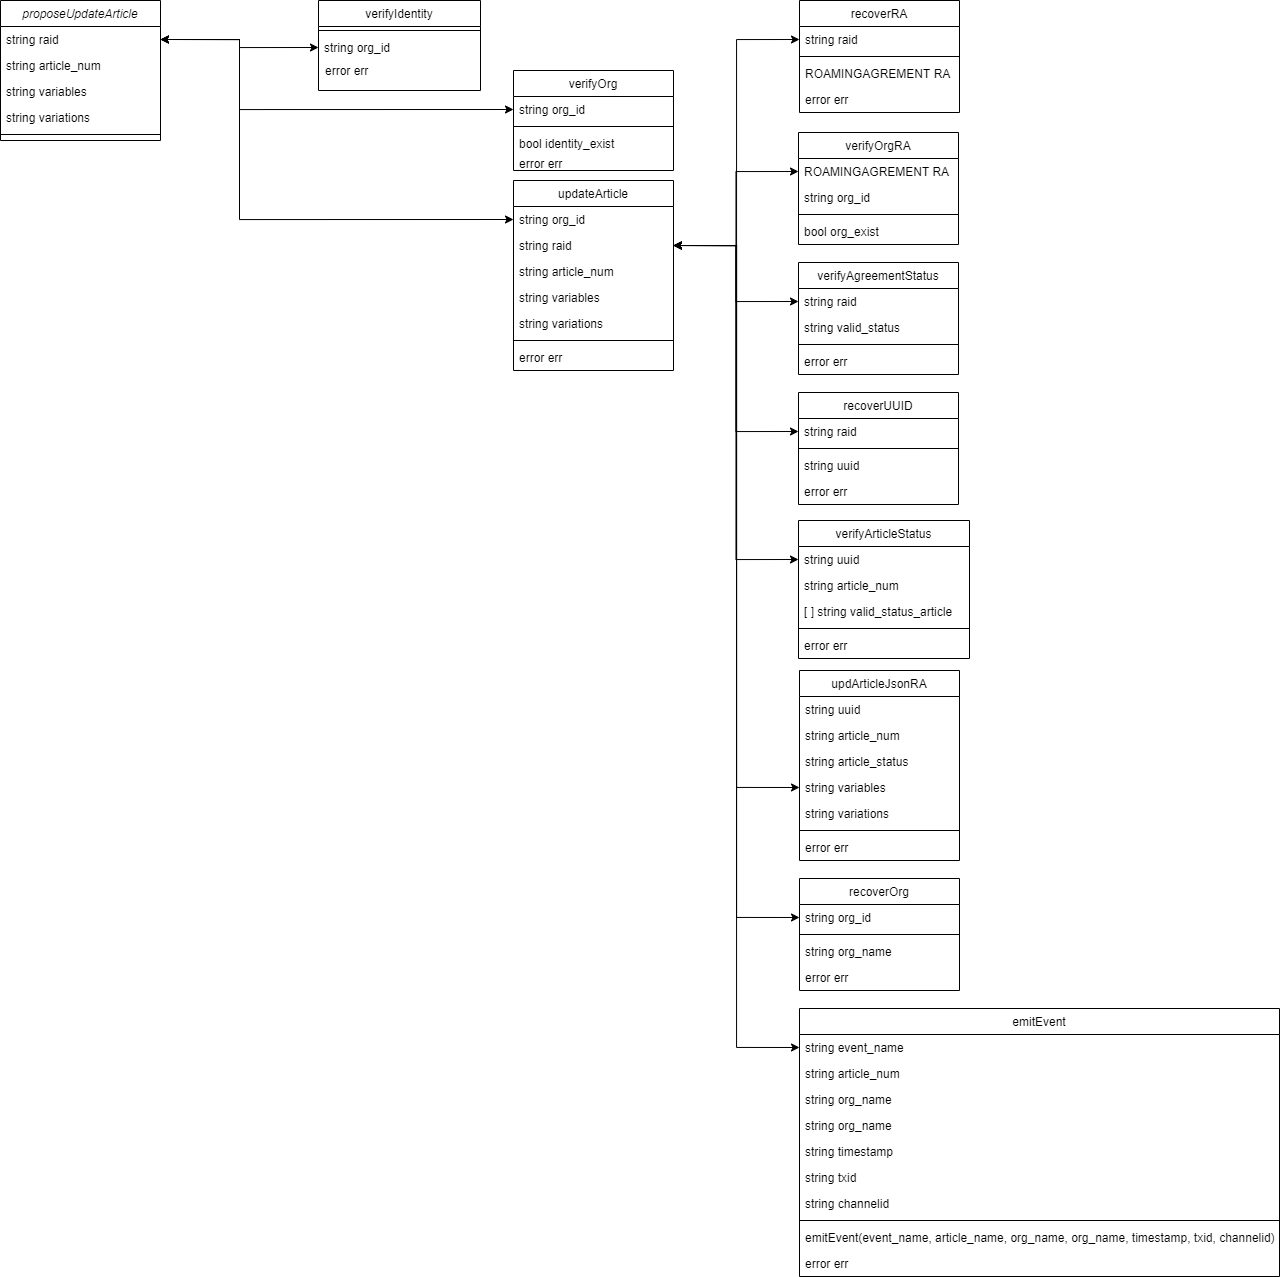 proposeUpdateArticle
string raid
string article_num
string variables
string variations
verifyIdentity
string org_id
error err
verifyOrg
string org_id
bool identity_exist
error err
updateArticle
string org_id
string raid
string article_num
string variables
string variations
error err
recoverRA
string raid
ROAMINGAGREMENT RA
error err
verifyOrgRA
ROAMINGAGREMENT RA
string org_id
bool org_exist
verifyAgreementStatus
string raid
string valid_status
error err
recoverUUID
string raid
string uuid
error err
verifyArticleStatus
string uuid
string article_num
[ ] string valid_status_article
error err
updArticleJsonRA
string uuid
string article_num
string article_status
string variables
string variations
error err
recoverOrg
string org_id
string org_name
error err
emitEvent
string event_name
string article_num
string org_name
string org_name
string timestamp
string txid
string channelid
emitEvent(event_name, article_name, org_name, org_name, timestamp, txid, channelid)
error err